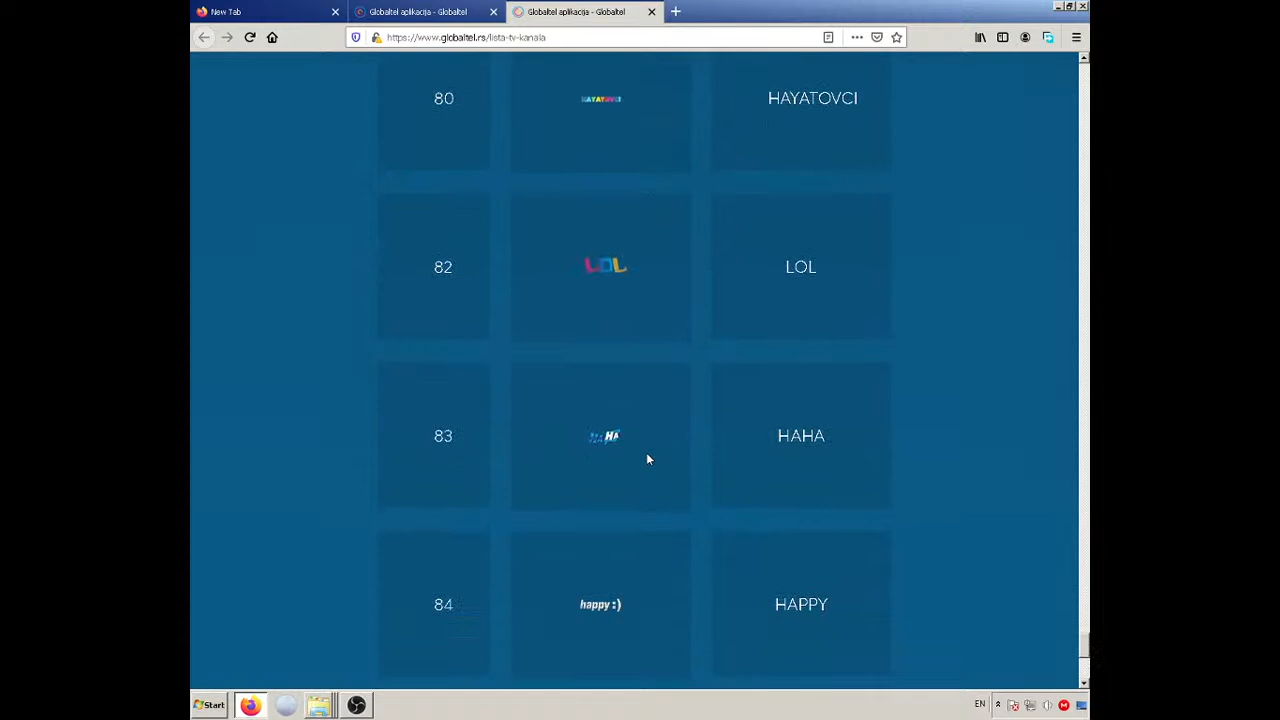 New Tab
Globaltel aplikacija - Globaltel
Globaltel aplikacija - Globaltel
https://www.globaltel.rs/lista-tv-kanala
80 HAYATOVCI HAYATOVCI
82 LOL LOL
83 HAHA HAHA
84 happy :) HAPPY
Start
EN